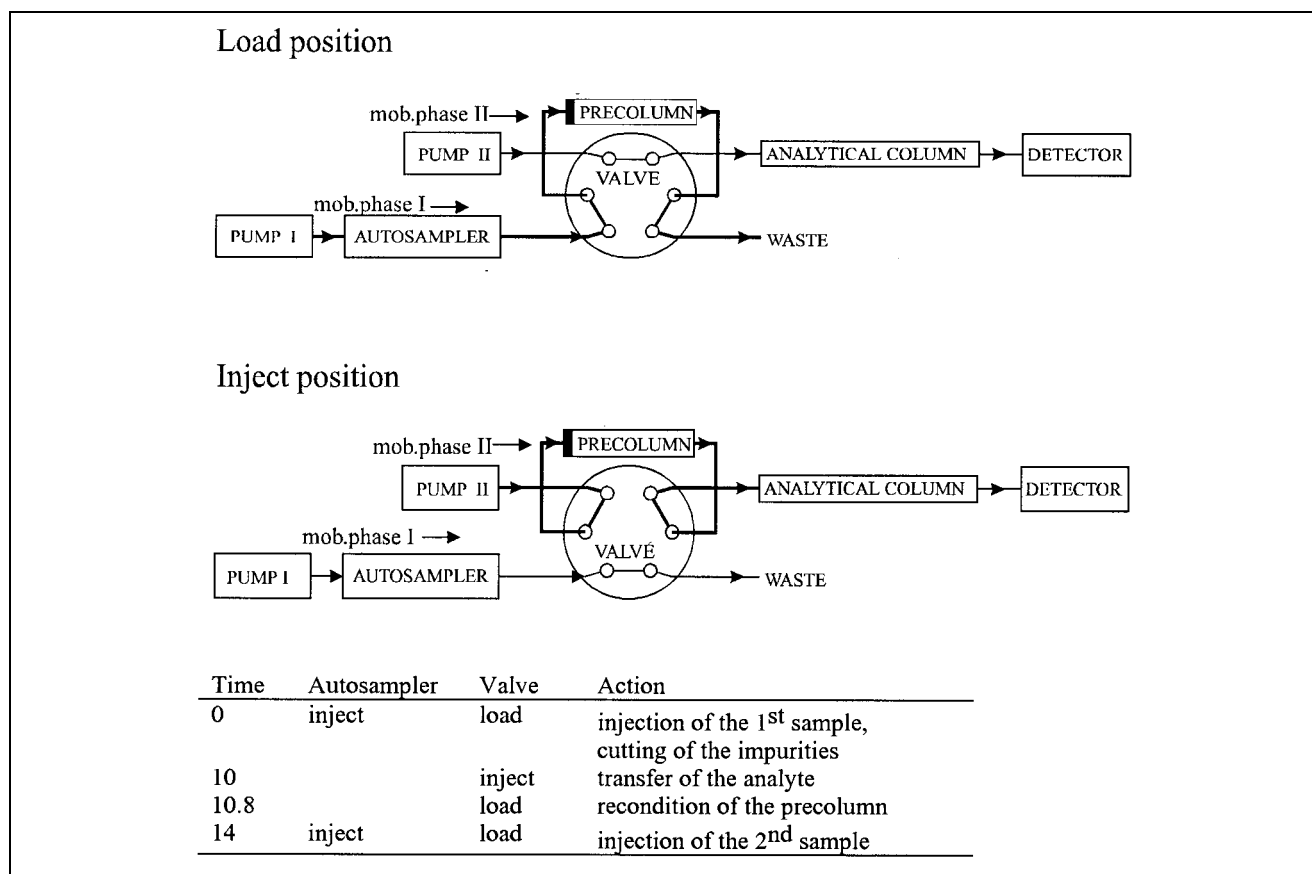 Load position
mob.phase II
PRECOLUMN
PUMP II
VALVE
ANALYTICAL COLUMN
DETECTOR
mob.phase I
PUMP I
AUTOSAMPLER
WASTE
Inject position
mob.phase II
PRECOLUMN
PUMP II
ANALYTICAL COLUMN
DETECTOR
mob.phase I
VALVÉ
PUMP I
AUTOSAMPLER
WASTE
Time Autosampler Valve Action
0 inject load injection of the 1st sample,
cutting of the impurities
10 inject transfer of the analyte
10.8 load recondition of the precolumn
14 inject load injection of the 2nd sample